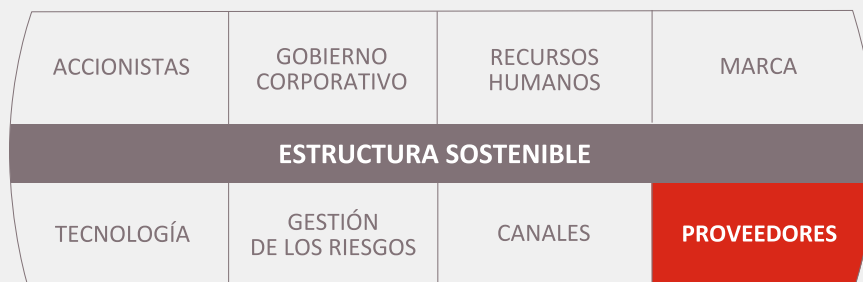 ACCIONISTAS
GOBIERNO
CORPORATIVO
RECURSOS
HUMANOS
MARCA
ESTRUCTURA SOSTENIBLE
TECNOLOGÍA
GESTIÓN
DE LOS RIESGOS
CANALES
PROVEEDORES